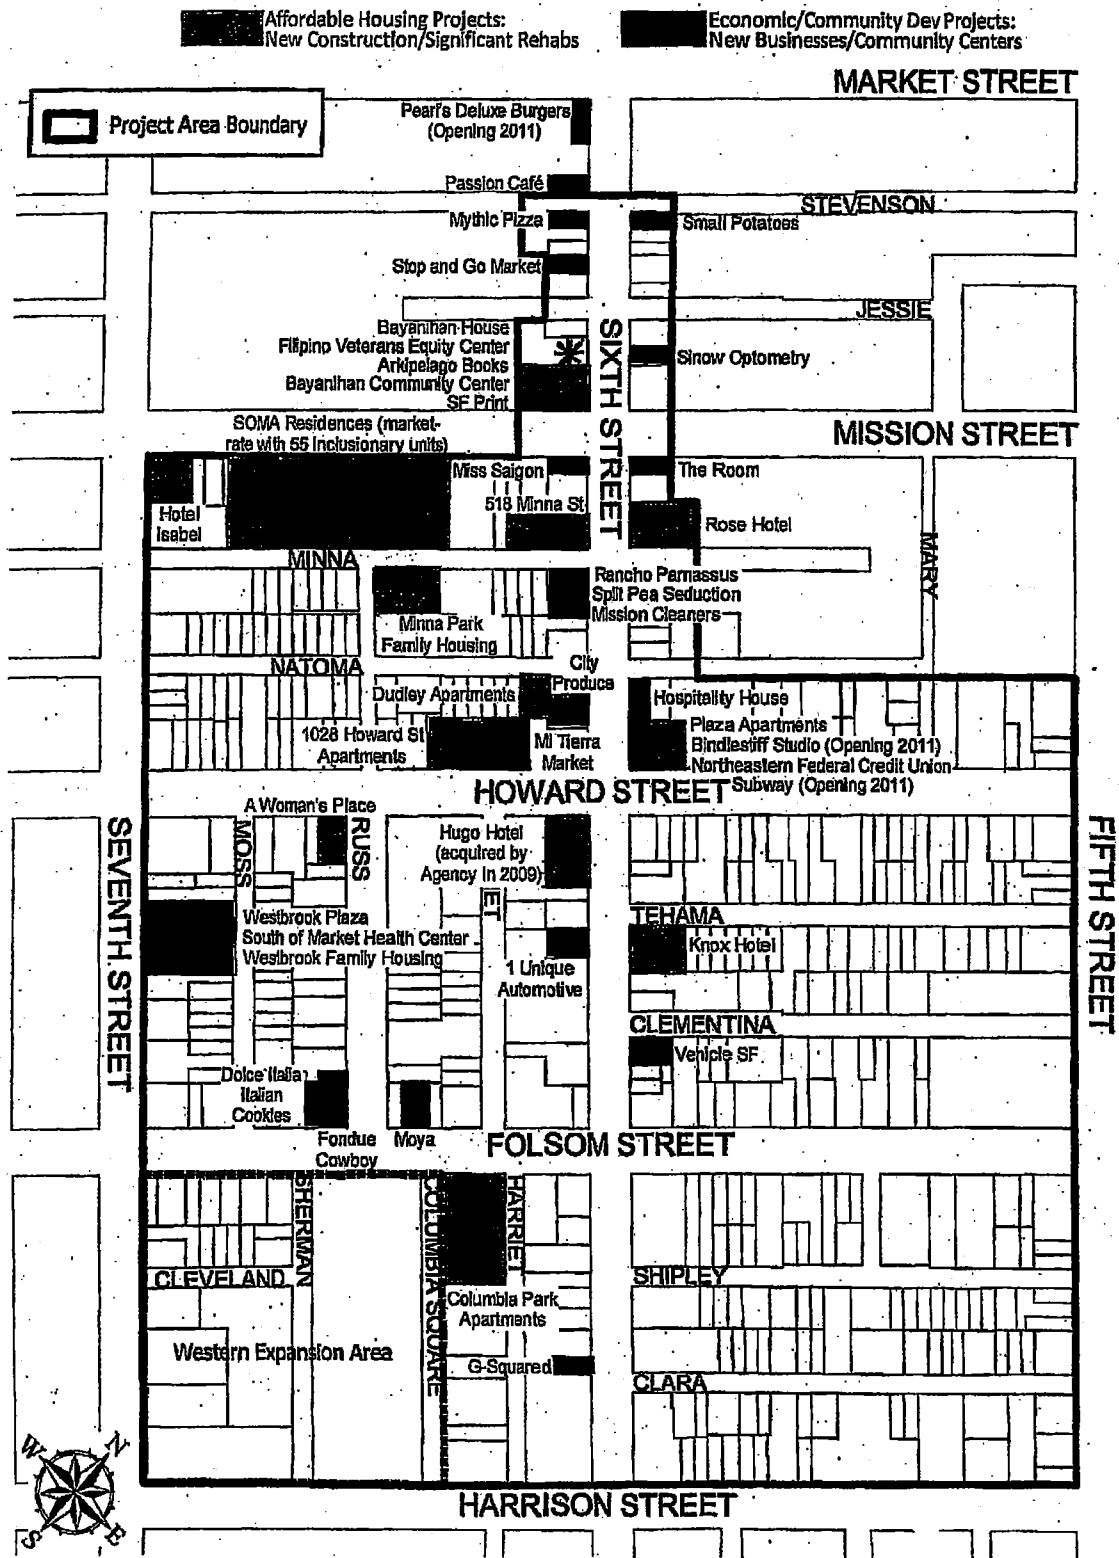 Affordable Housing Projects:
New Construction/Significant Rehabs
Economic/Community Dev Projects:
New Businesses/Community Centers
MARKET STREET
Project Area Boundary
Pearl's Deluxe Burgers
(Opening 2011)
Passion Café
STEVENSON
Mythic Pizza
Small Potatoes
Stop and Go Market
JESSIE
SIXTH STREET
Bayanihan House
Filipino Veterans Equity Center
Arkipelago Books
Bayanihan Community Center
SF Print
Sinow Optometry
SOMA Residences (market-
rate with 55 inclusionary units)
MISSION STREET
Miss Saigon
The Room
518 Minna St
Hotel
Isabel
Rose Hotel
MINNA
MARY
Rancho Parnassus
Split Pea Seduction
Mission Cleaners
Minna Park
Family Housing
NATOMA
City
Produce
Dudley Apartments
Hospitality House
1028 Howard St
Apartments
Mi Tierra
Market
Plaza Apartments
Bindlestiff Studio (Opening 2011)
Northeastern Federal Credit Union
Subway (Opening 2011)
HOWARD STREET
A Woman's Place
SEVENTH STREET
MOSS
RUSS
Hugo Hotel
(acquired by
Agency in 2009)
ET
FIFTH STREET
TEHAMA
Westbrook Plaza
South of Market Health Center
Westbrook Family Housing
Knox Hotel
1 Unique
Automotive
CLEMENTINA
Vehicle SF
Dolce Italia
Italian
Cookies
Fondue
Cowboy
Moya
FOLSOM STREET
SHERMAN
COLUMBIA SQUARE
HARRIET
CLEVELAND
SHIPLEY
Columbia Park
Apartments
Western Expansion Area
G-Squared
CLARA
W
N
S
E
HARRISON STREET